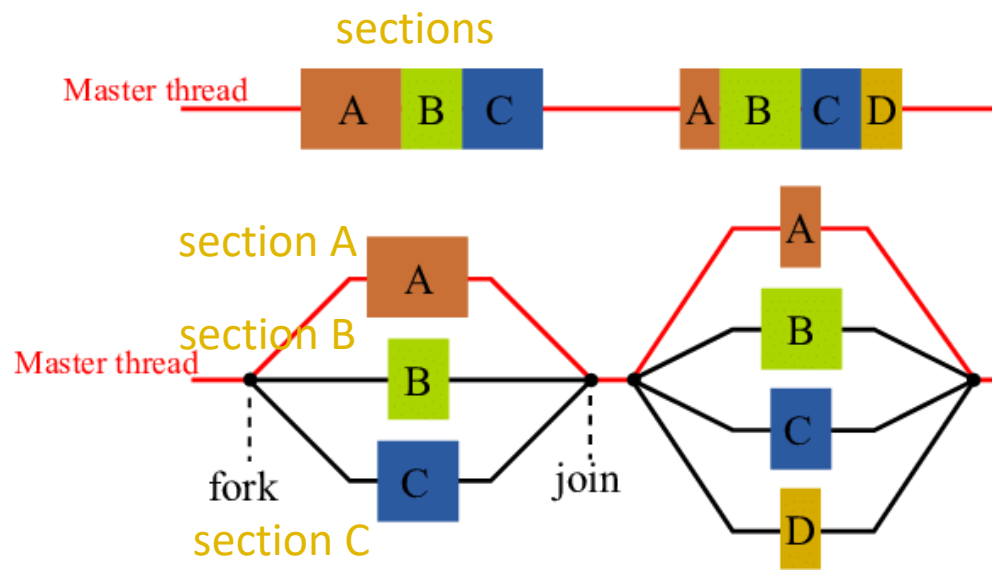 sections
Master thread
A B C
A B C D
section A
A
A
section B
B
B
Master thread
C
C
fork
join
section C
D